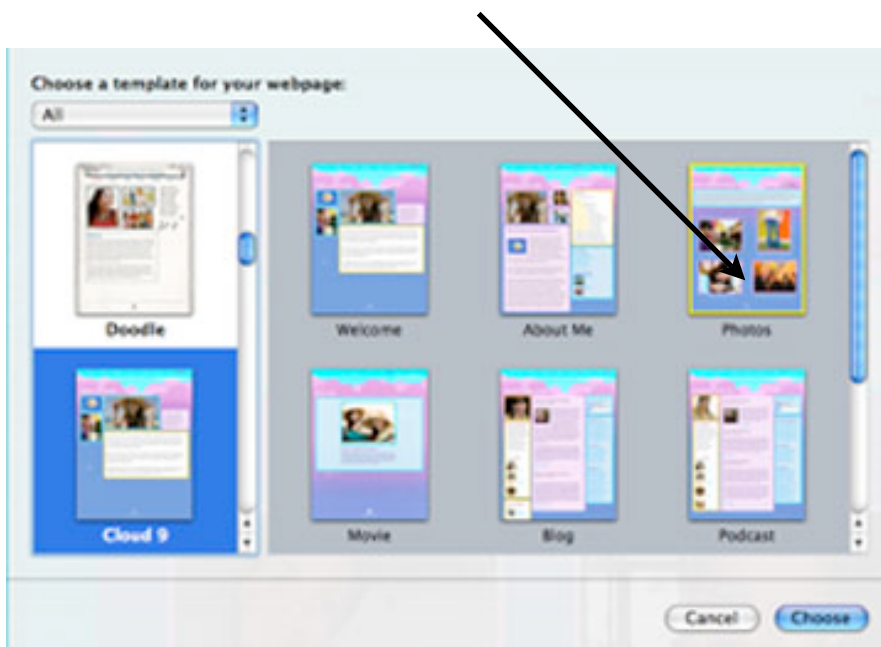 Choose a template for your webpage:
All
Doodle
Cloud 9
Welcome
About Me
Photos
Movie
Blog
Podcast
Cancel
Choose